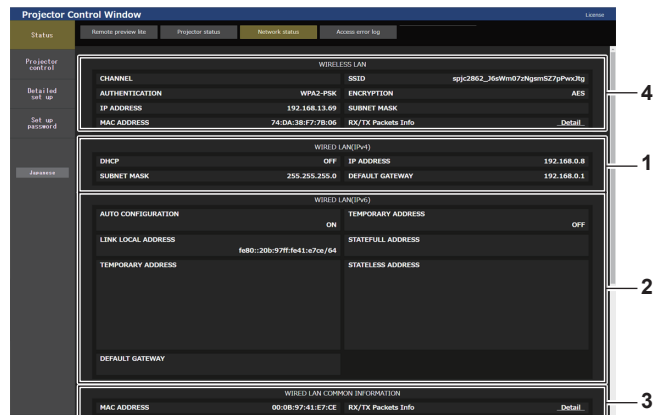 Projector Control Window
License
Status
Remote preview lite
Projector status
Network status
Access error log
Projector control
Detailed set up
Set up password
Japanese
WIRELESS LAN
CHANNEL
SSID spjc2862_J6sWm07zNgsmSZ7pPwxJtg
AUTHENTICATION WPA2-PSK
ENCRYPTION AES
IP ADDRESS 192.168.13.69
SUBNET MASK
MAC ADDRESS 74:DA:38:F7:7B:06
RX/TX Packets Info Detail
4
WIRED LAN(IPv4)
DHCP OFF
IP ADDRESS 192.168.0.8
SUBNET MASK 255.255.255.0
DEFAULT GATEWAY 192.168.0.1
1
WIRED LAN(IPv6)
AUTO CONFIGURATION ON
TEMPORARY ADDRESS OFF
LINK LOCAL ADDRESS fe80::20b:97ff:fe41:e7ce/64
STATEFULL ADDRESS
TEMPORARY ADDRESS
STATELESS ADDRESS
DEFAULT GATEWAY
2
WIRED LAN COMMON INFORMATION
MAC ADDRESS 00:0B:97:41:E7:CE
RX/TX Packets Info Detail
3